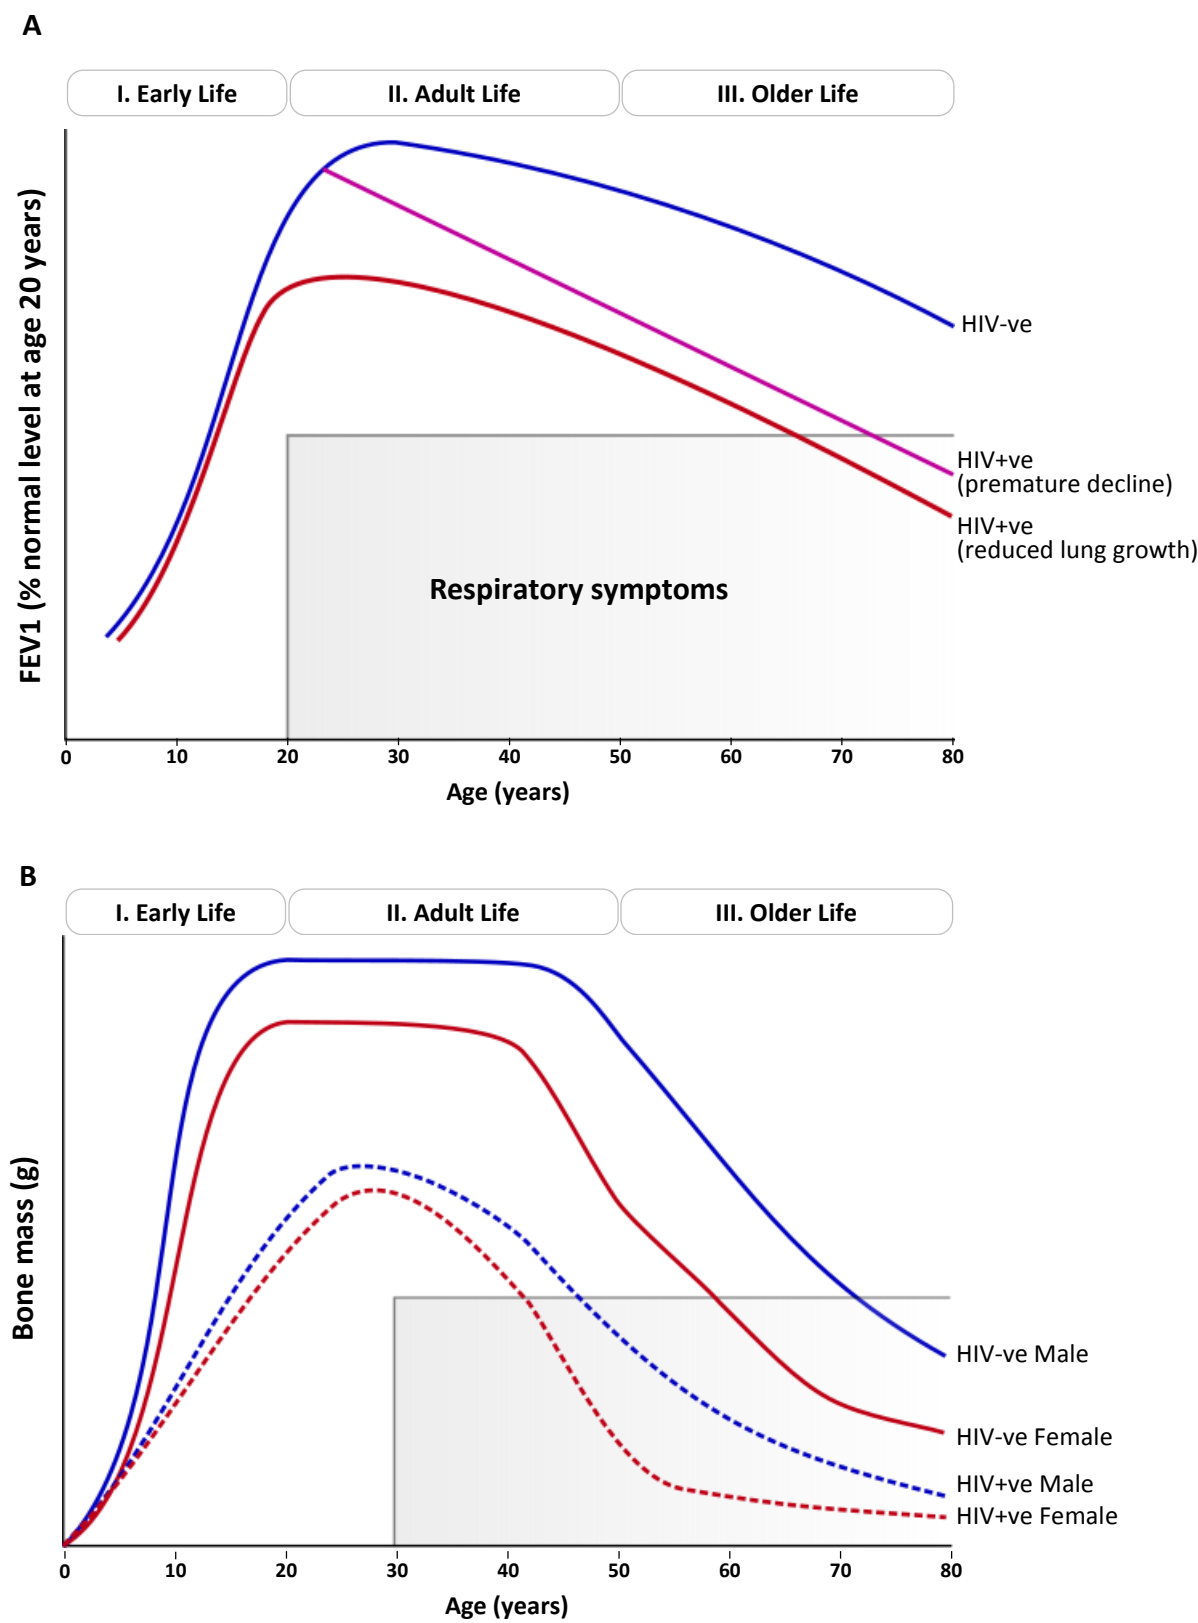 A
I. Early Life
II. Adult Life
III. Older Life
FEV1 (% normal level at age 20 years)
HIV-ve
HIV+ve
(premature decline)
HIV+ve
(reduced lung growth)
Respiratory symptoms
0 10 20 30 40 50 60 70 80
Age (years)
B
I. Early Life
II. Adult Life
III. Older Life
Bone mass (g)
HIV-ve Male
HIV-ve Female
HIV+ve Male
HIV+ve Female
0 10 20 30 40 50 60 70 80
Age (years)